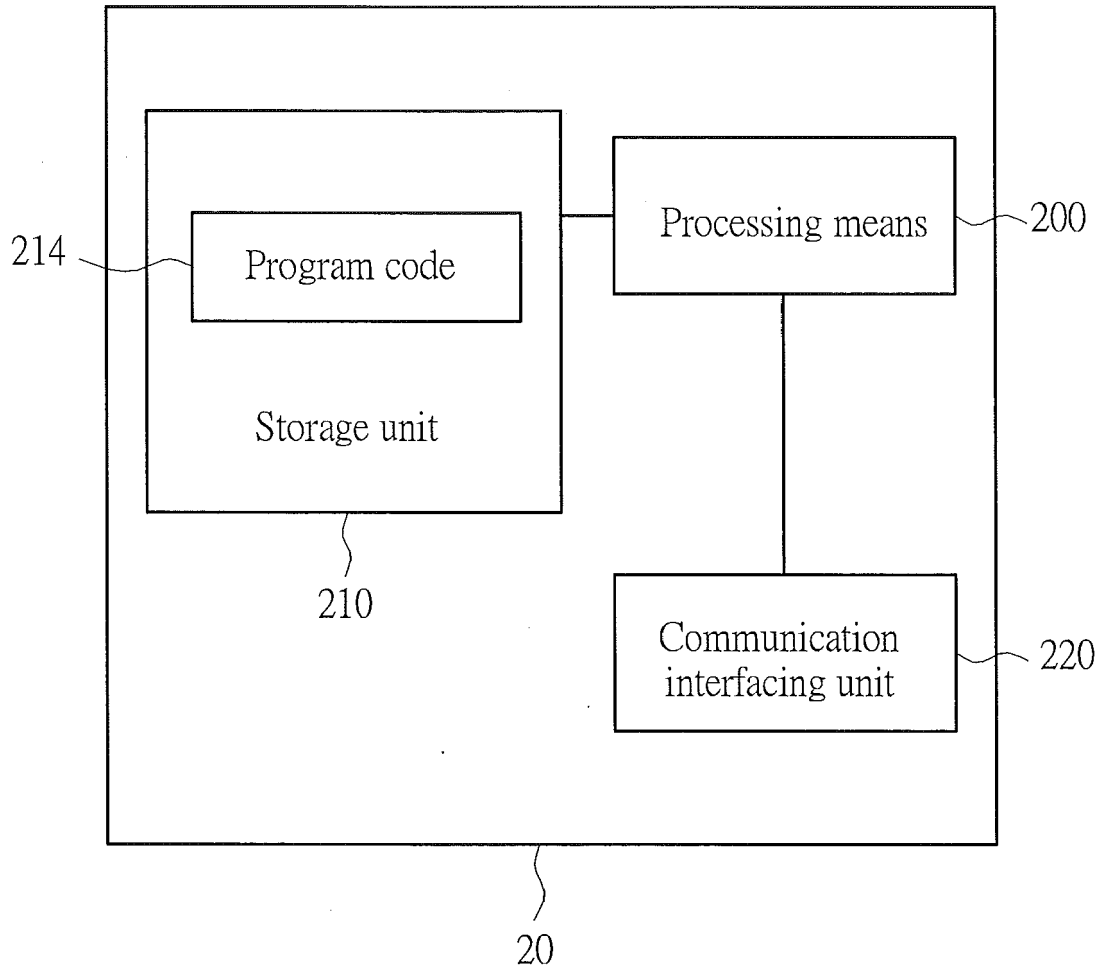 Processing means
200
214
Program code
Storage unit
210
Communication
interfacing unit
220
20